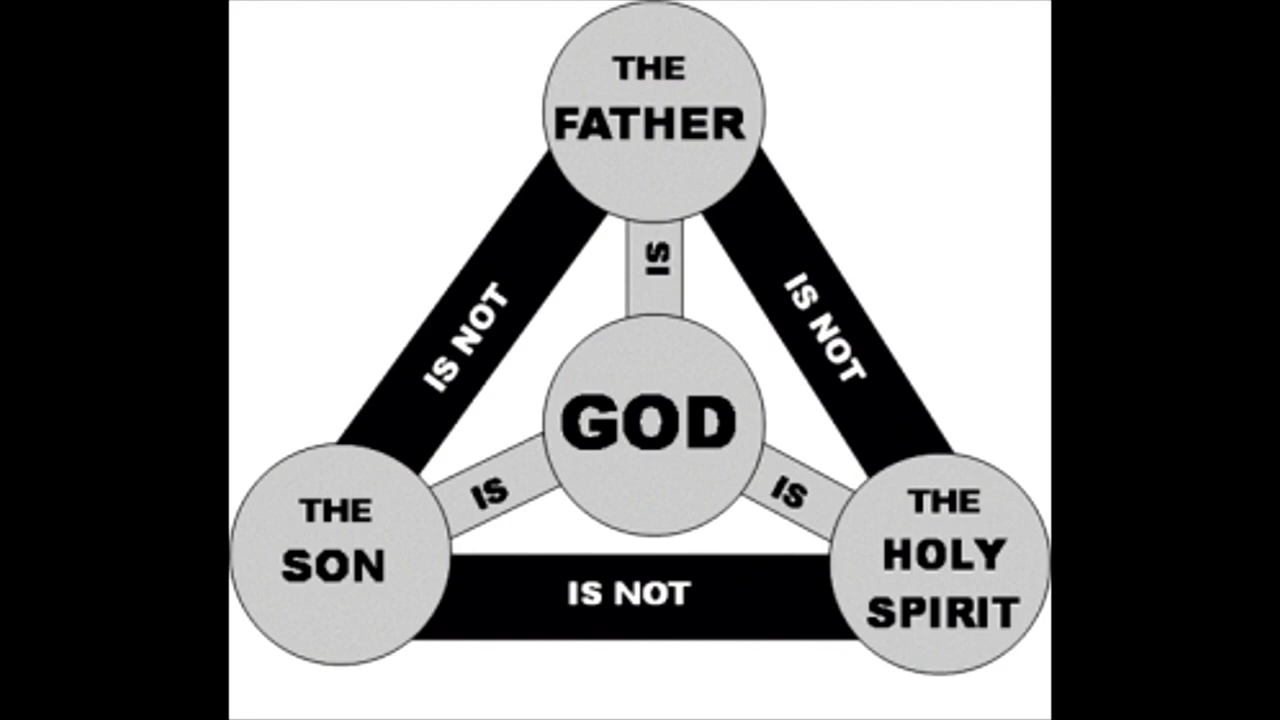 THE
FATHER
IS
IS NOT
IS NOT
GOD
IS
IS
THE
SON
THE
HOLY
SPIRIT
IS NOT